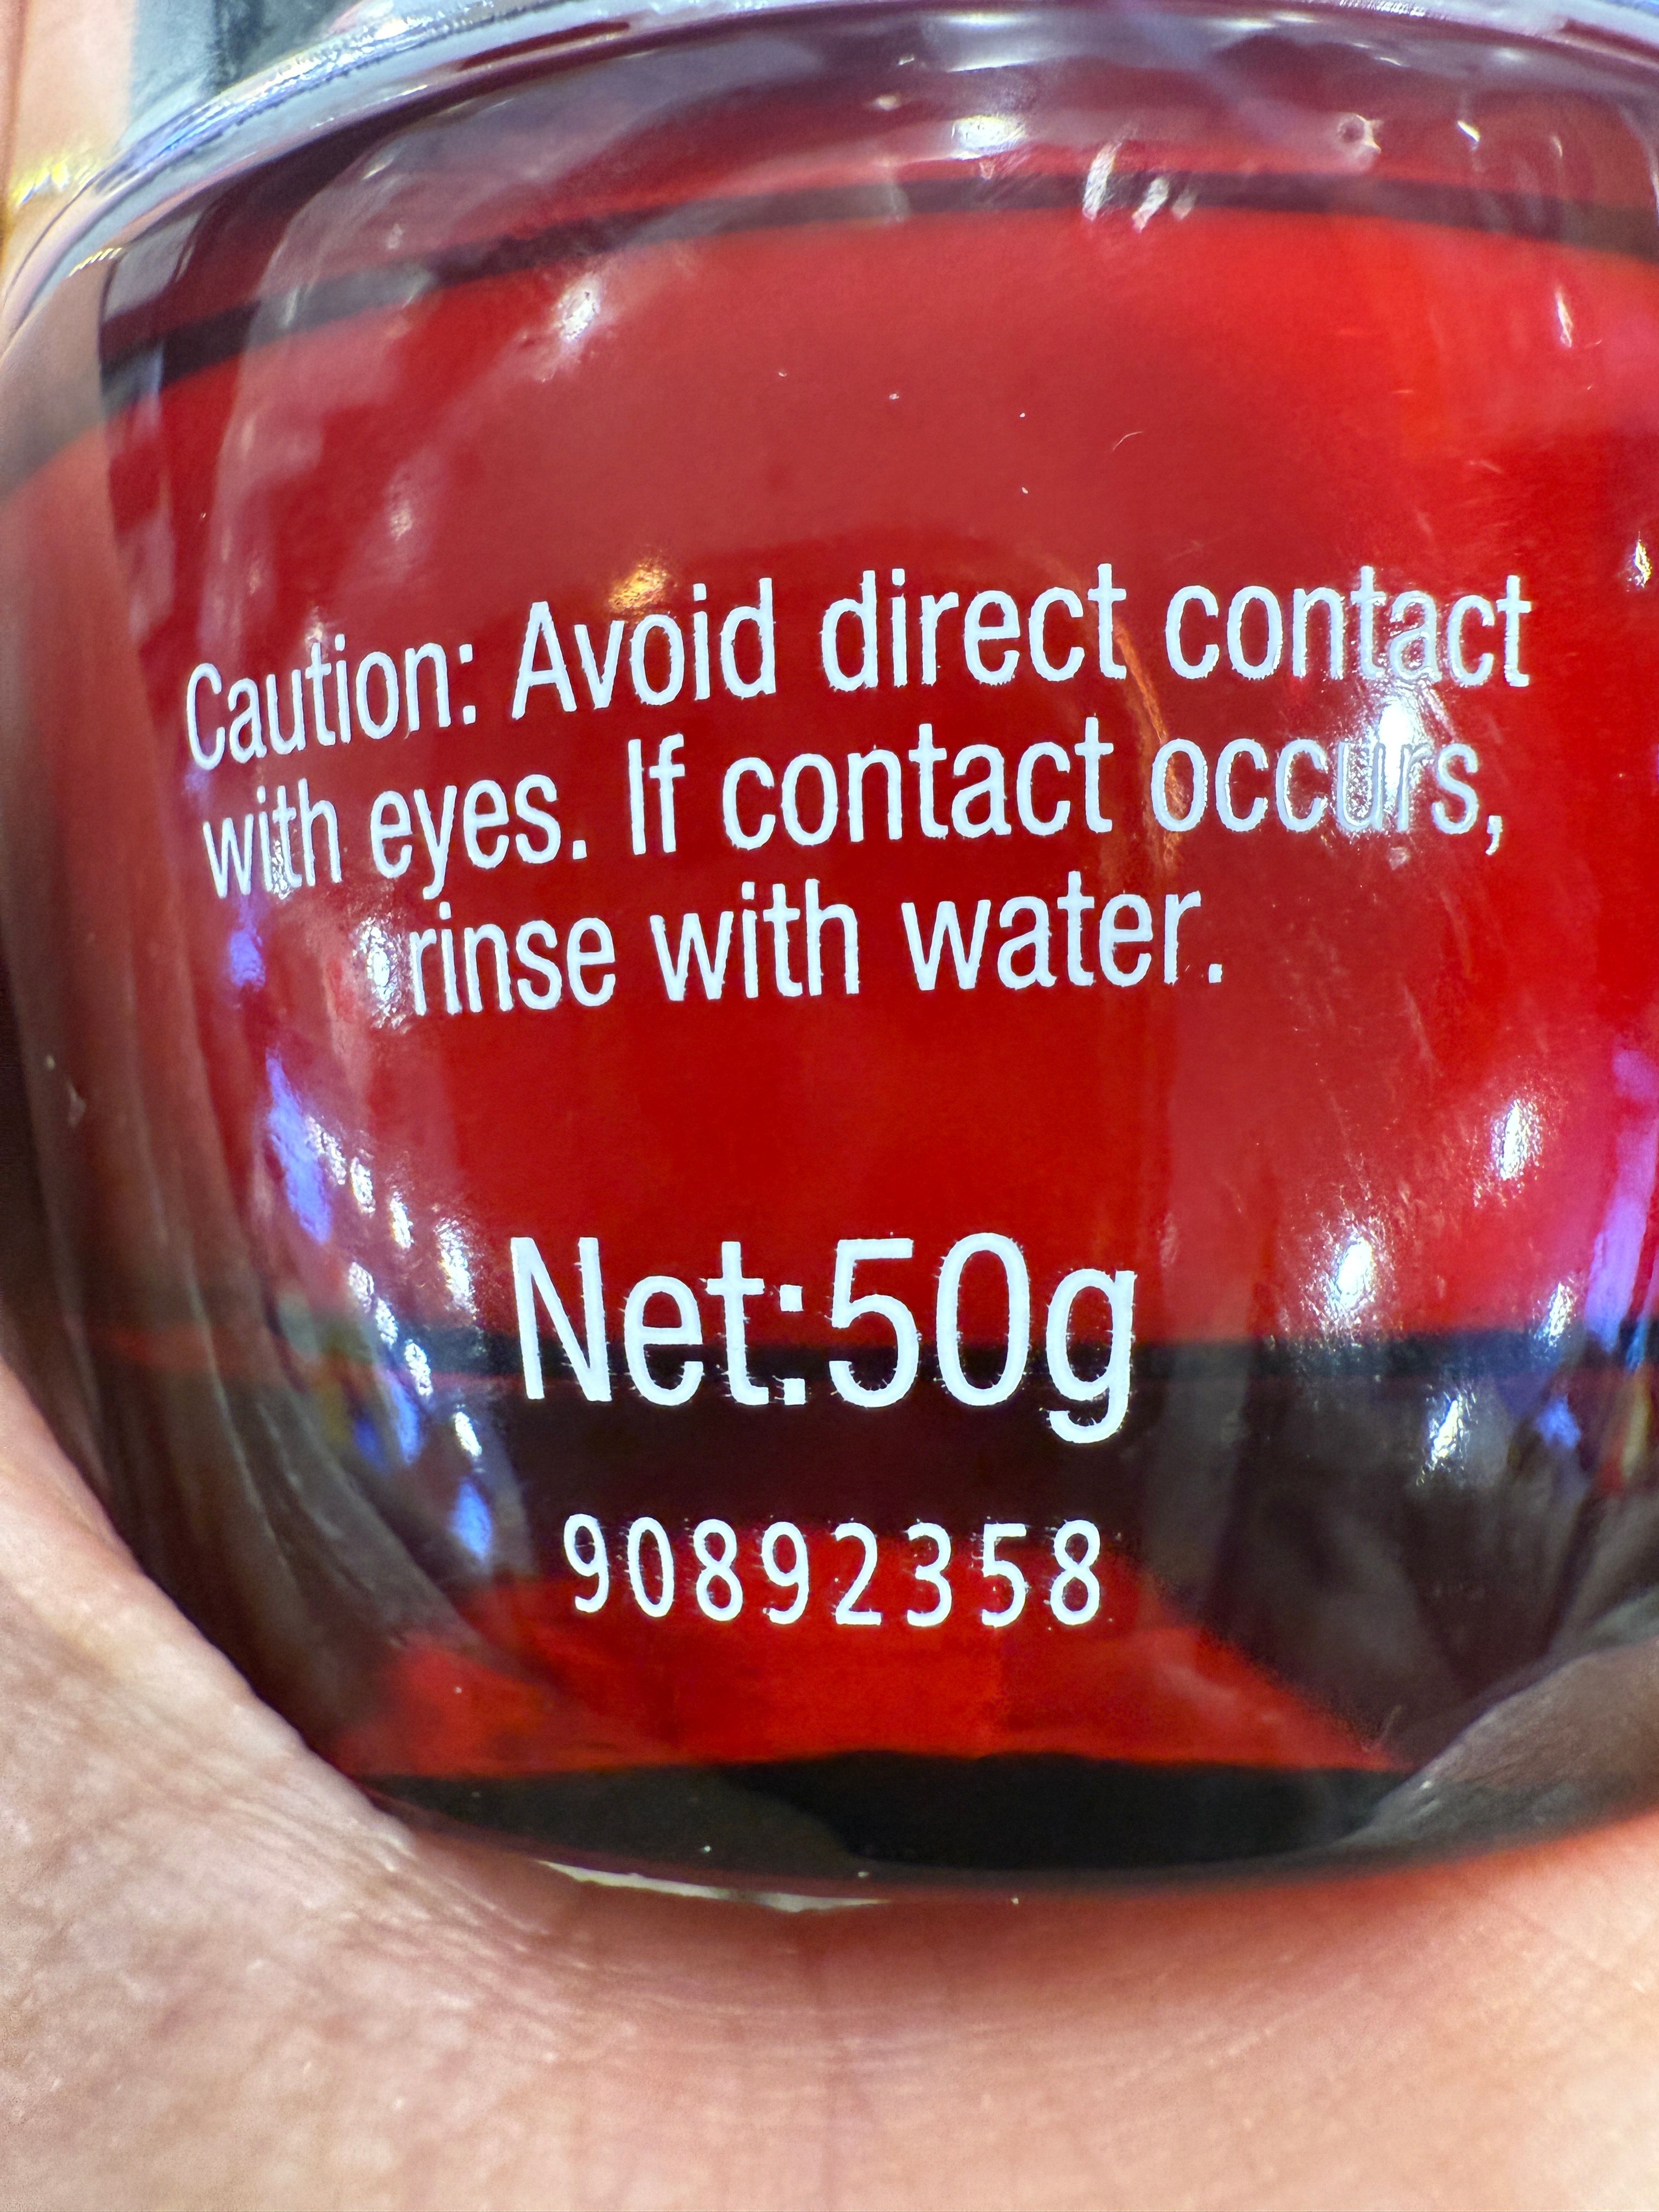 Caution: Avoid direct contact
with eyes. If contact occurs,
rinse with water.
Net:50g
90892358